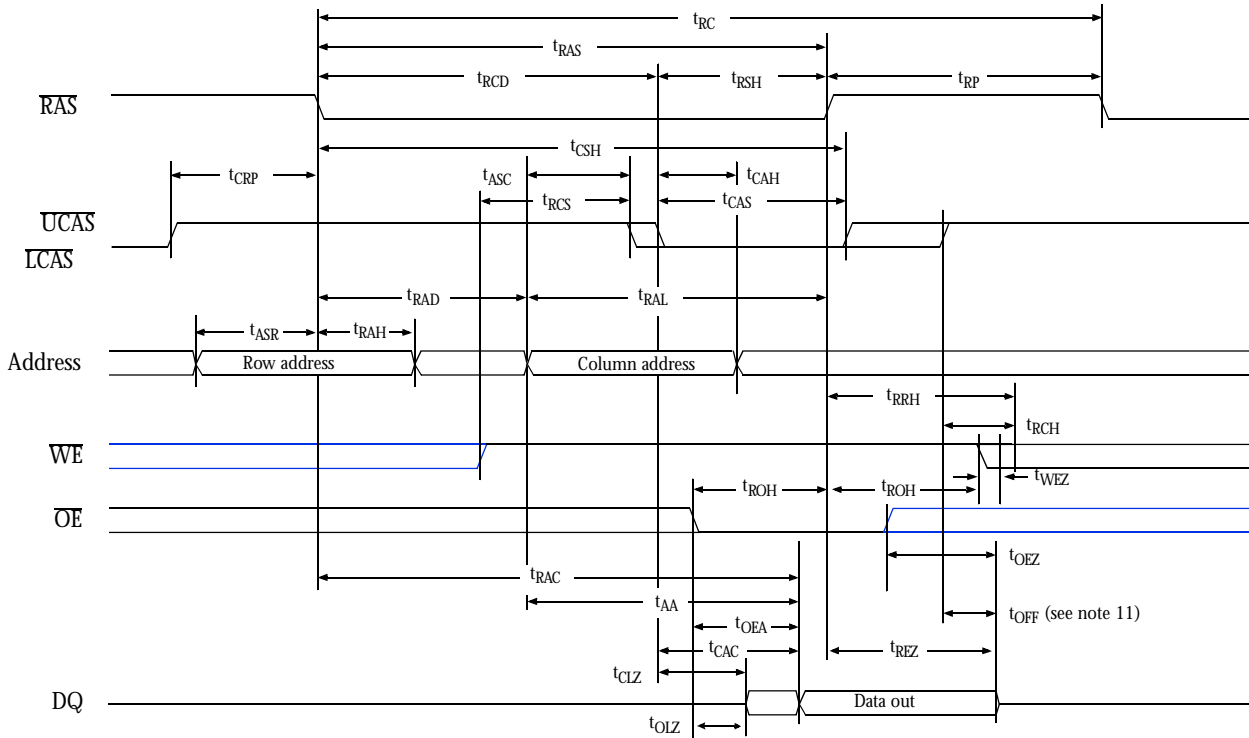 tRC
tRAS
tRCD tRSH tRP
RAS
tCSH
tCRP tASC tCAH
tRCS tCAS
UCAS
LCAS
tRAD tRAL
tASR tRAH
Address Row address Column address
tRRH
tRCH
WE
tWEZ
tROH tROH
OE
tOEZ
tRAC
tAA
tOFF (see note 11)
tOEA
tCAC tREZ
tCLZ
DQ Data out
tOLZ